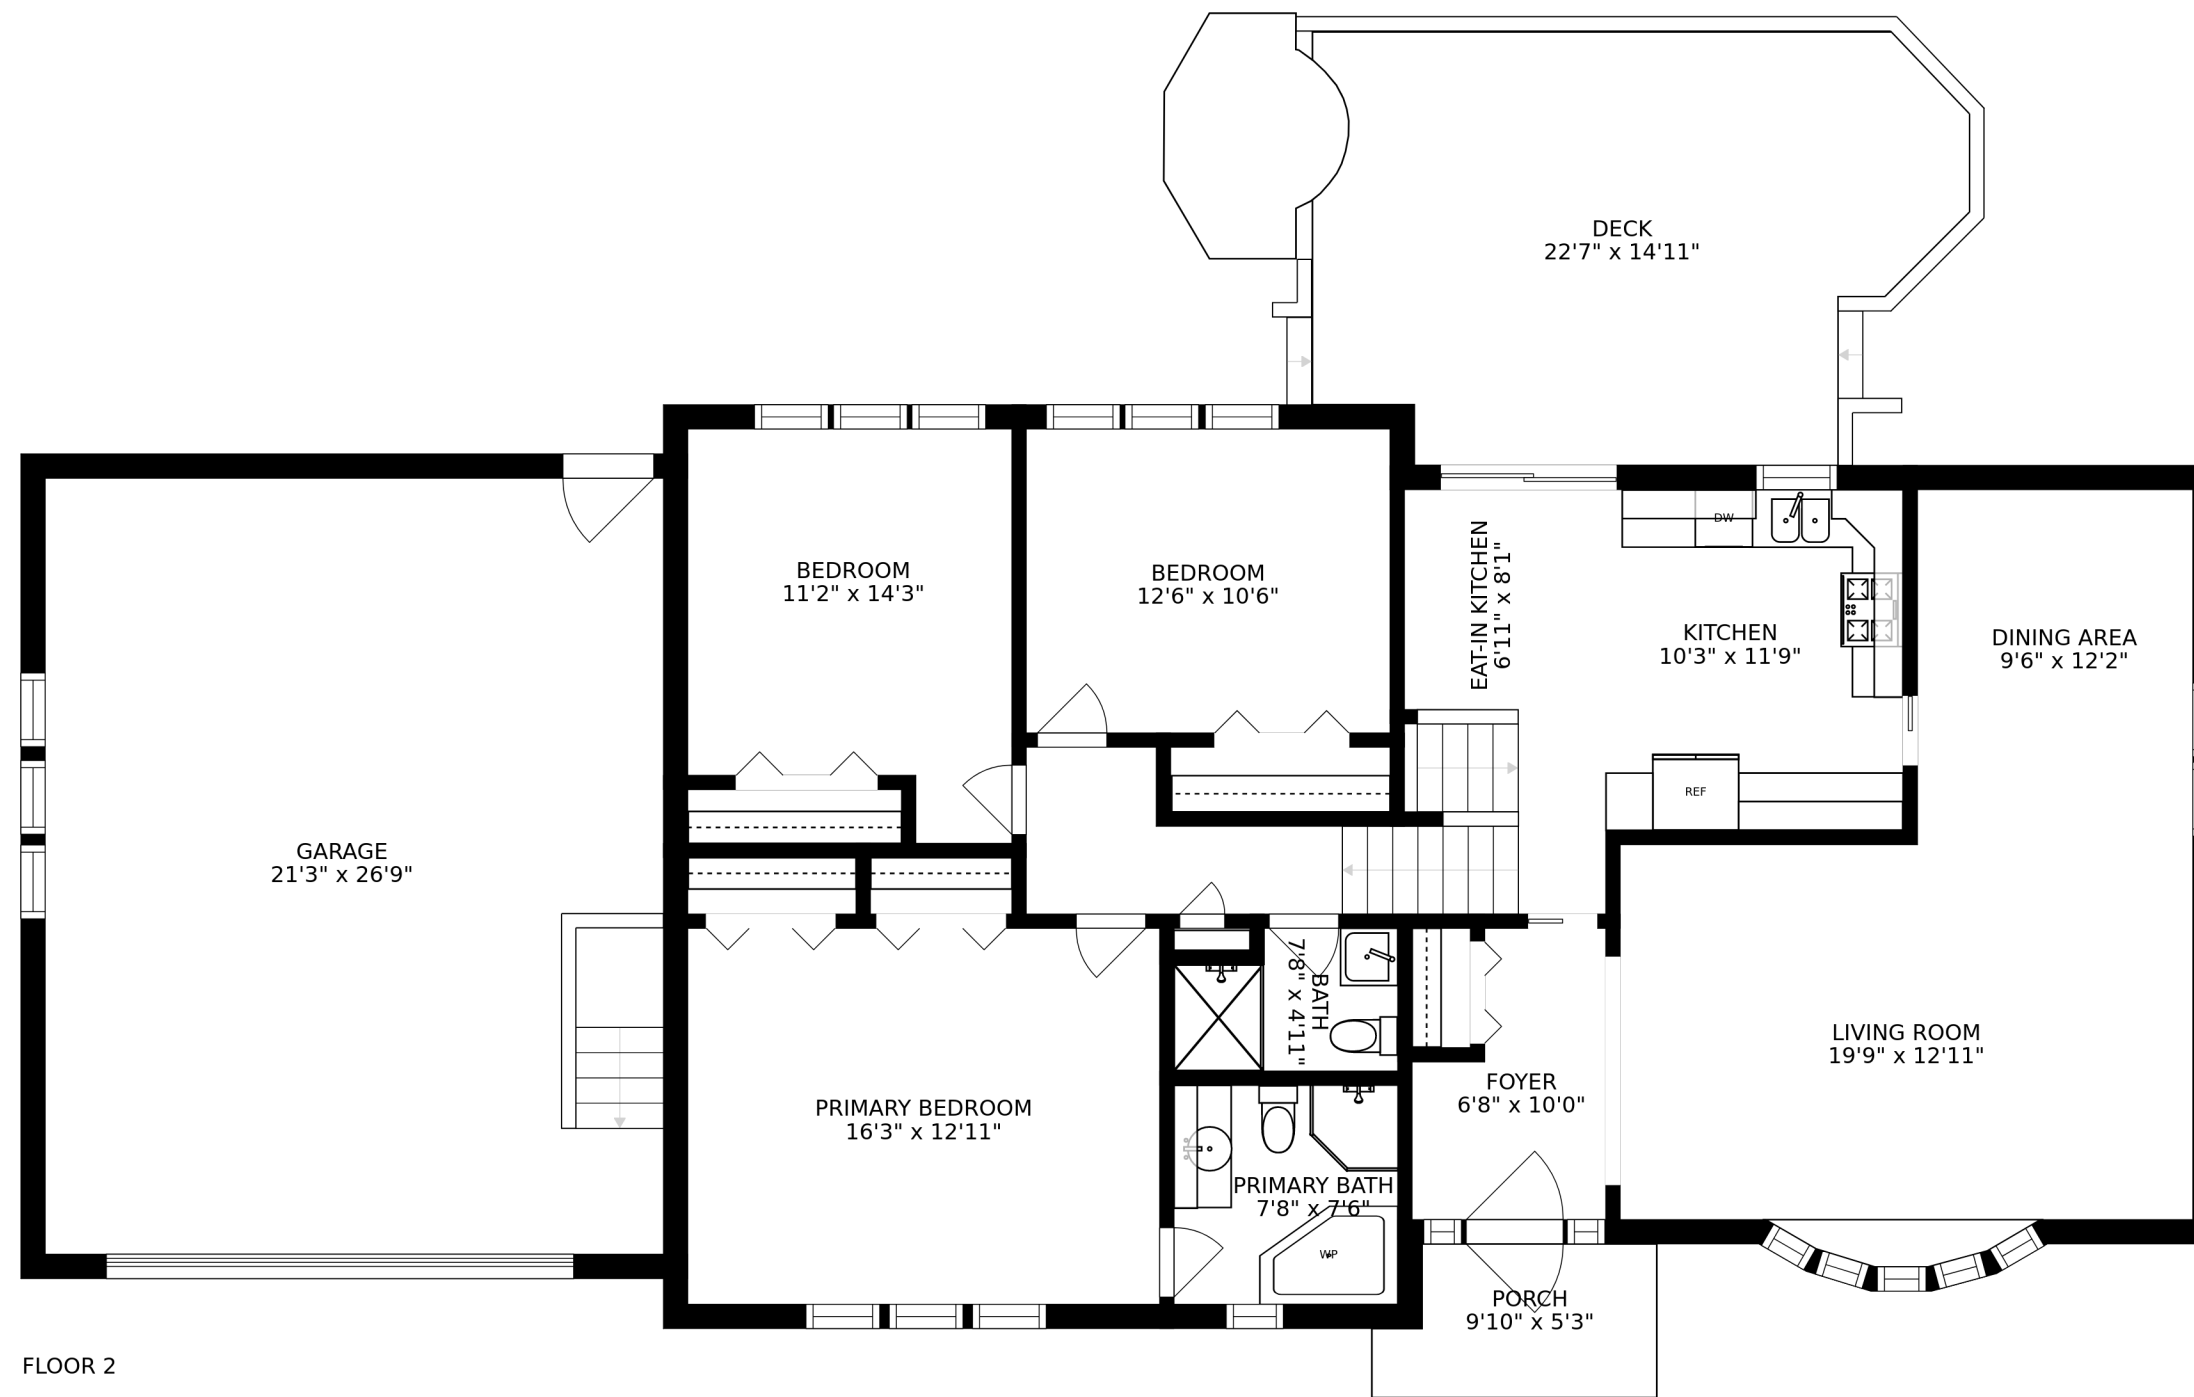 DECK
22'7" x 14'11"
BEDROOM
11'2" x 14'3"
BEDROOM
12'6" x 10'6"
EAT-IN KITCHEN
6'11" x 8'1"
DW
KITCHEN
10'3" x 11'9"
DINING AREA
9'6" x 12'2"
REF
GARAGE
21'3" x 26'9"
BATH
7'8" x 4'11"
LIVING ROOM
19'9" x 12'11"
FOYER
6'8" x 10'0"
PRIMARY BEDROOM
16'3" x 12'11"
PRIMARY BATH
7'8" x 7'6"
WP
PORCH
9'10" x 5'3"
FLOOR 2